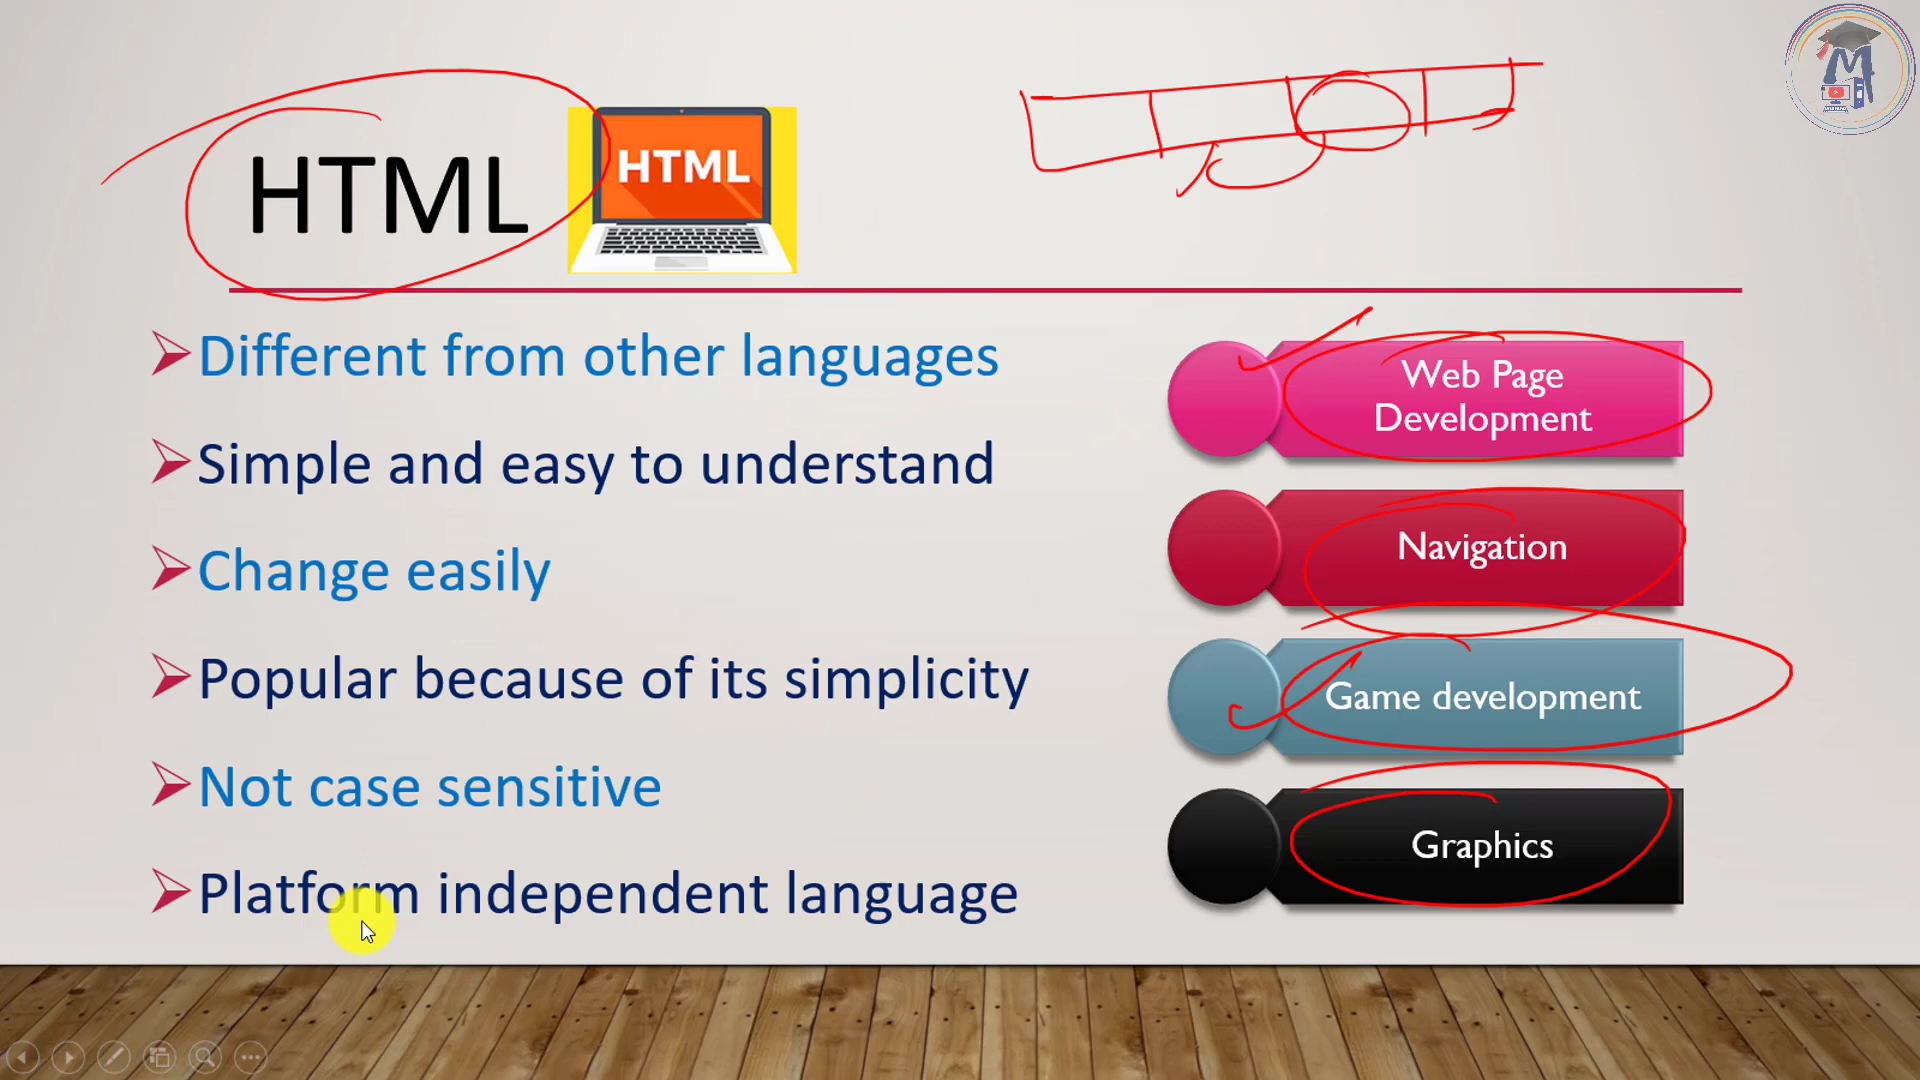 HTML
HTML
Different from other languages
Simple and easy to understand
Change easily
Popular because of its simplicity
Not case sensitive
Platform independent language
Web Page
Development
Navigation
Game development
Graphics
M